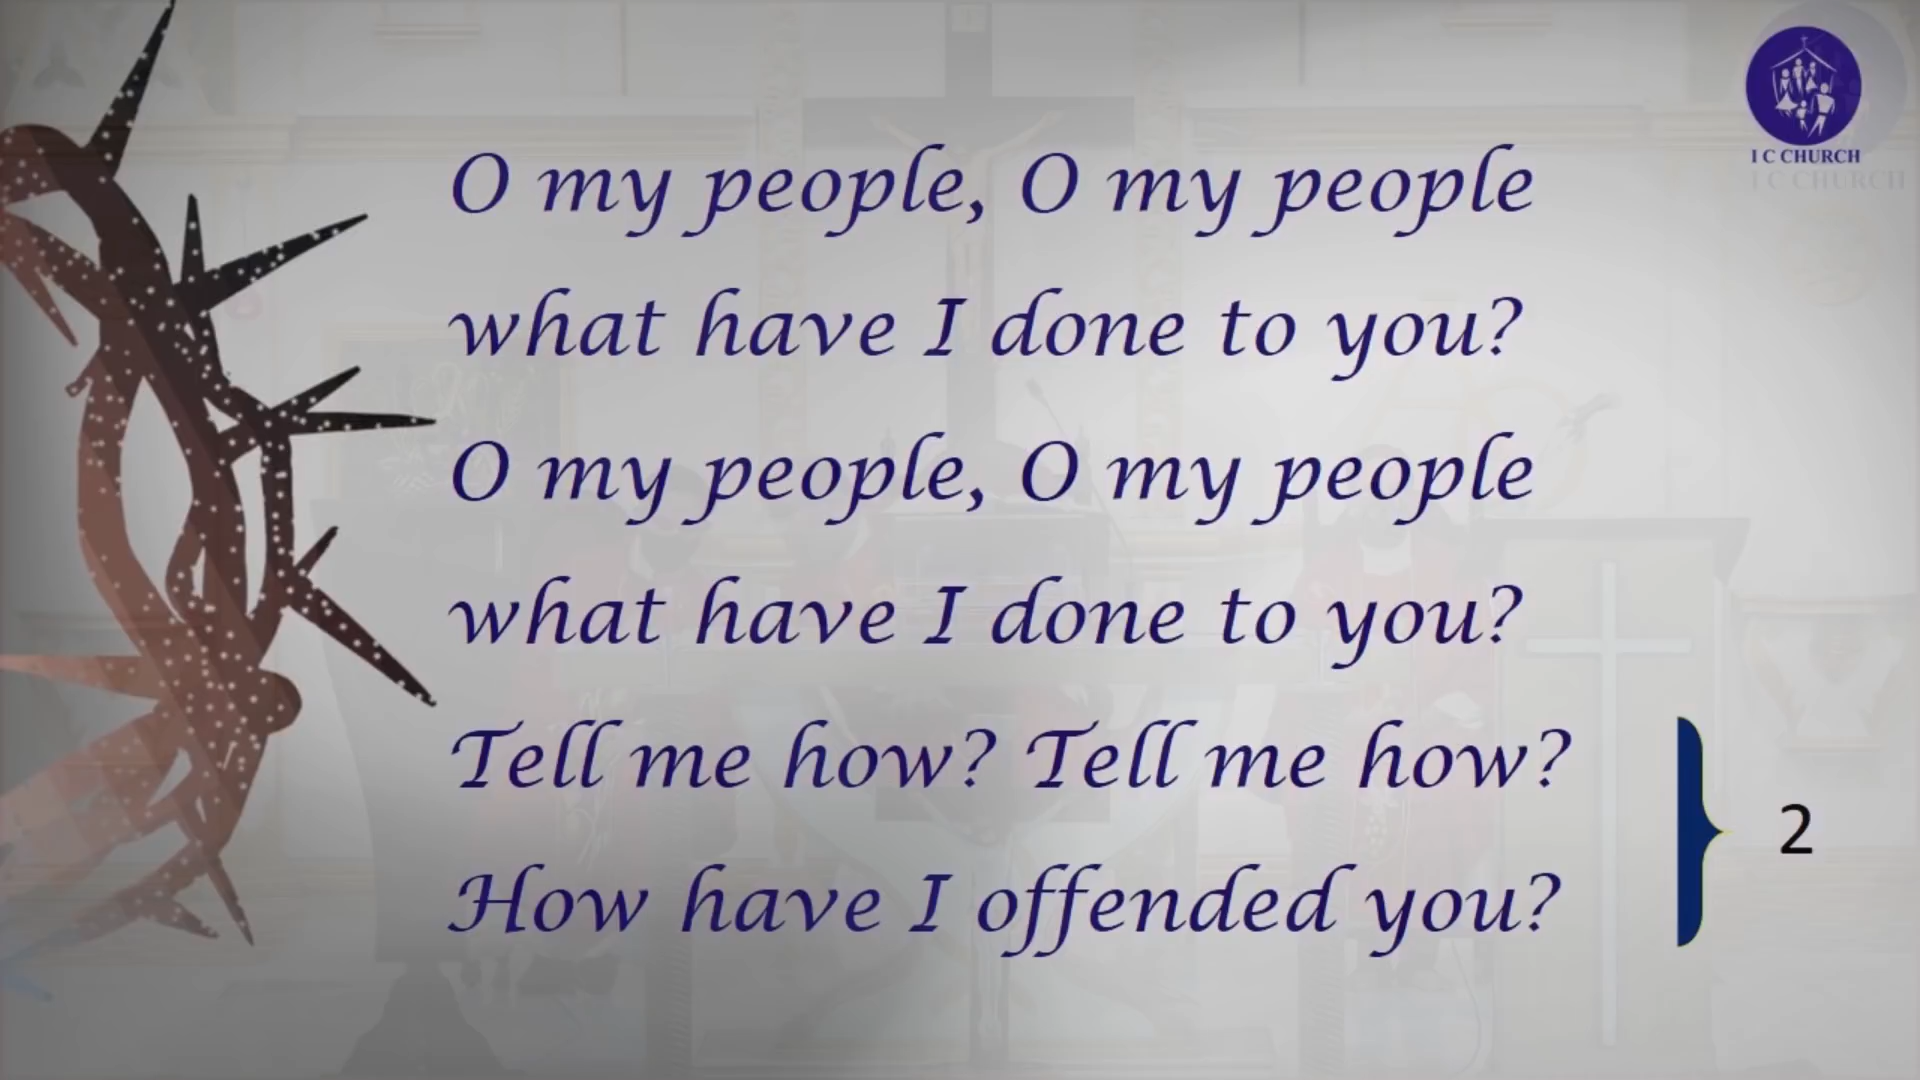 I C CHURCH
I C CHURCH
O my people, O my people
what have I done to you?
O my people, O my people
what have I done to you?
Tell me how? Tell me how?
How have I offended you?
2